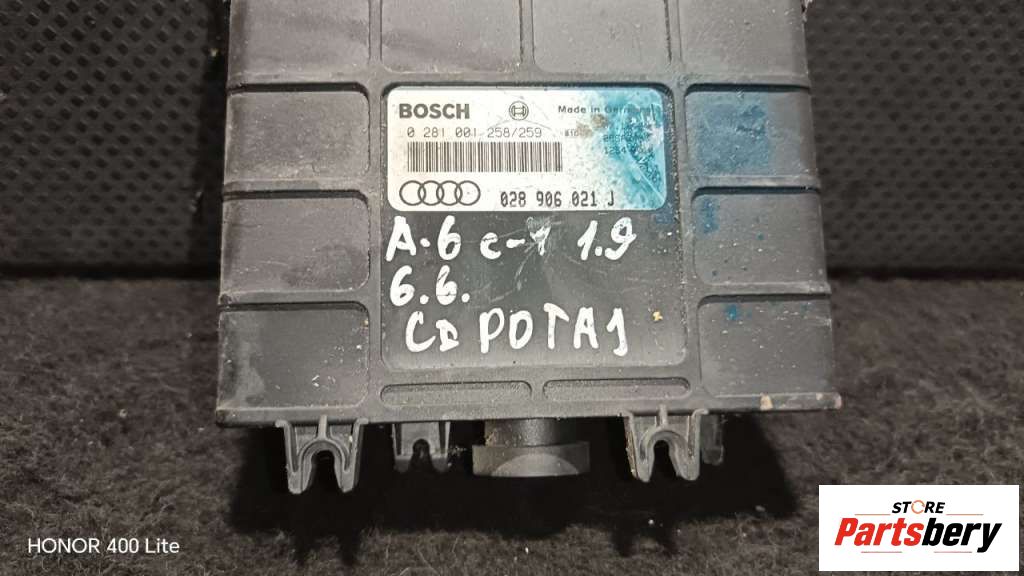 BOSCH
Made in Germany
0 281 001 258/259
028 906 021 J
A-6 c-1 1.9
6.6.
CD POTA1
HONOR 400 Lite
STORE
Partsbery